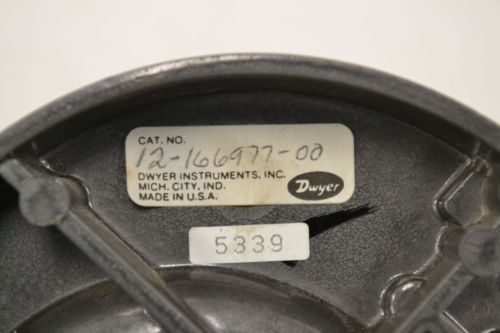 CAT. NO.
12-166977-00
DWYER INSTRUMENTS, INC.
MICH. CITY, IND.
MADE IN U.S.A.
Dwyer
5339